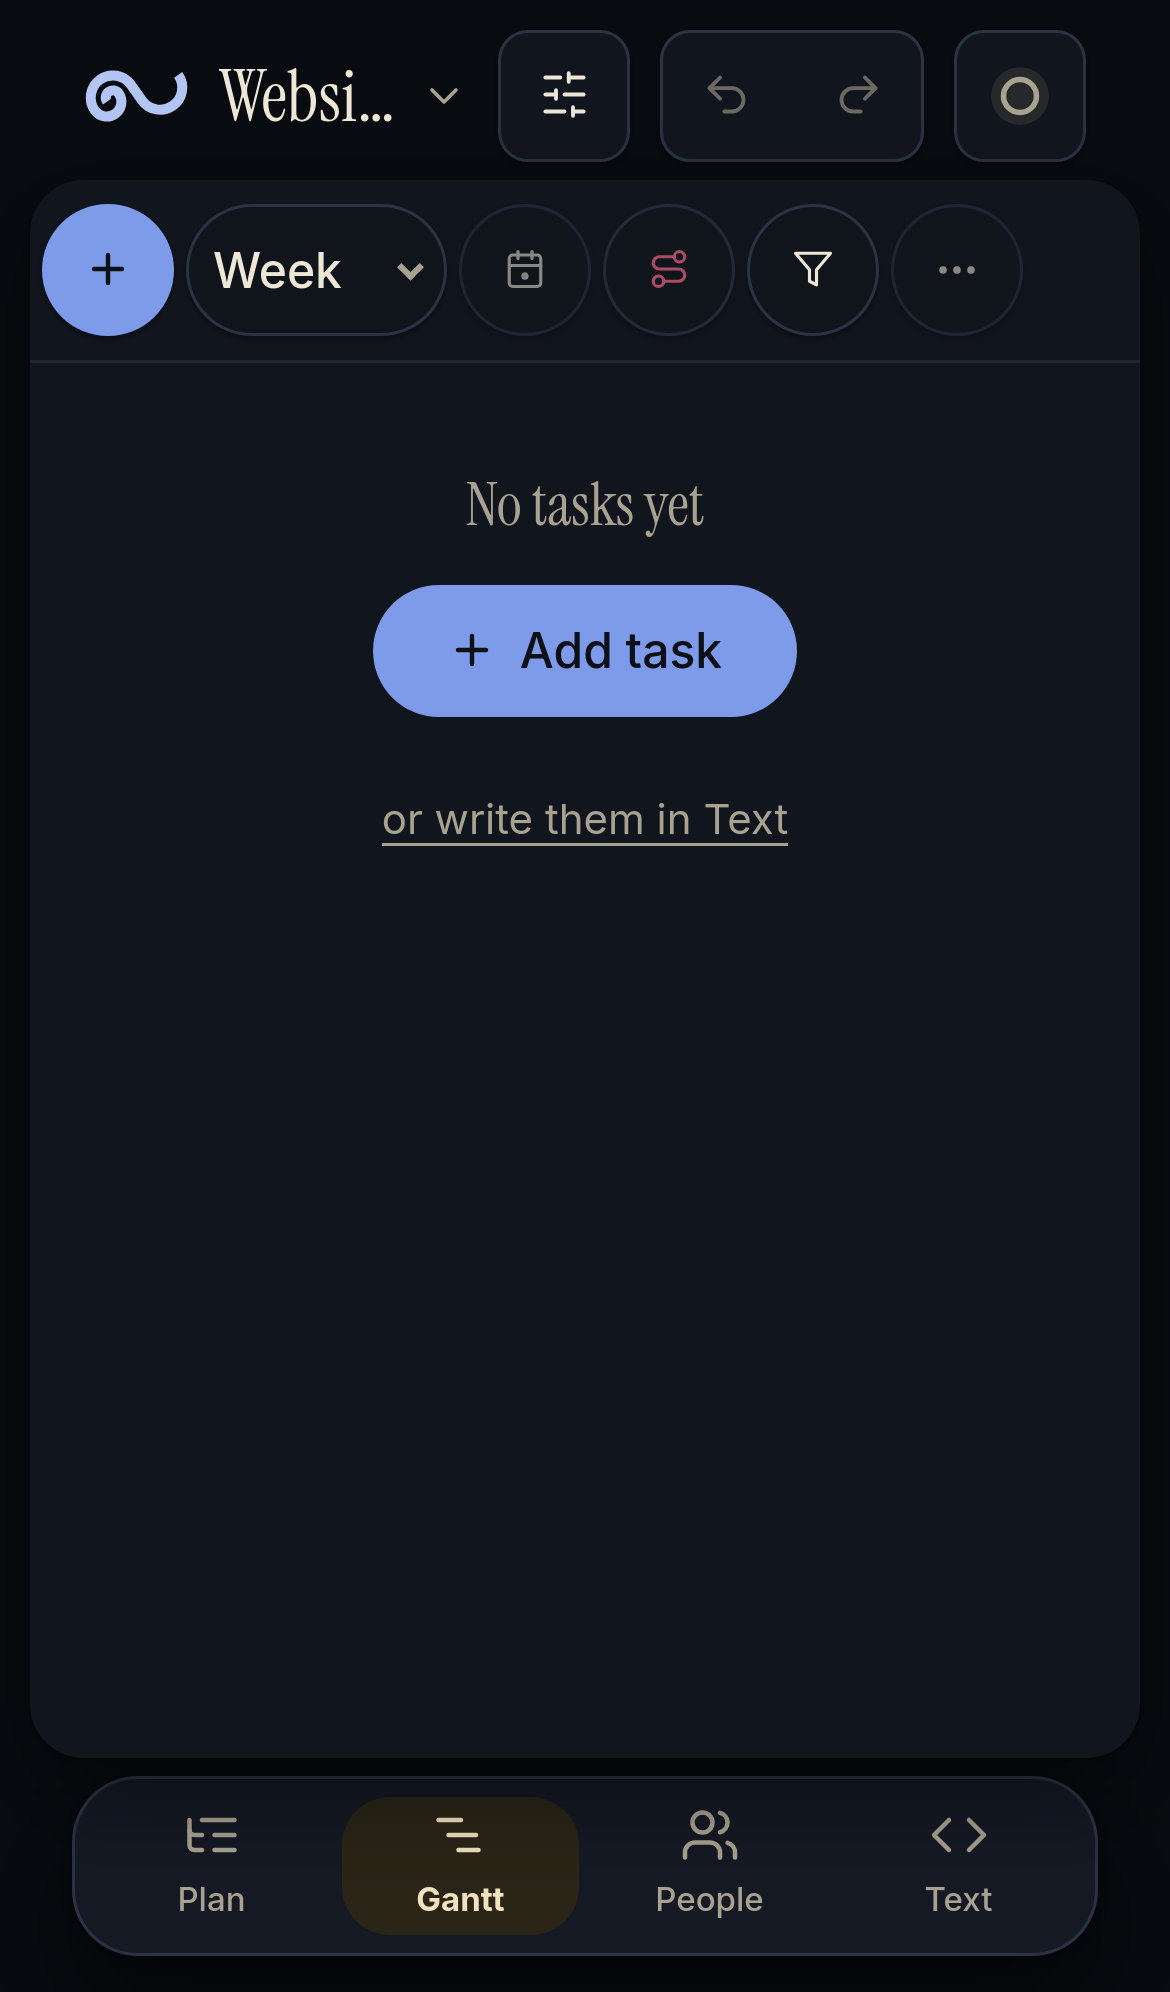 Websi...
Week
No tasks yet
Add task
or write them in Text
Plan
Gantt
People
Text